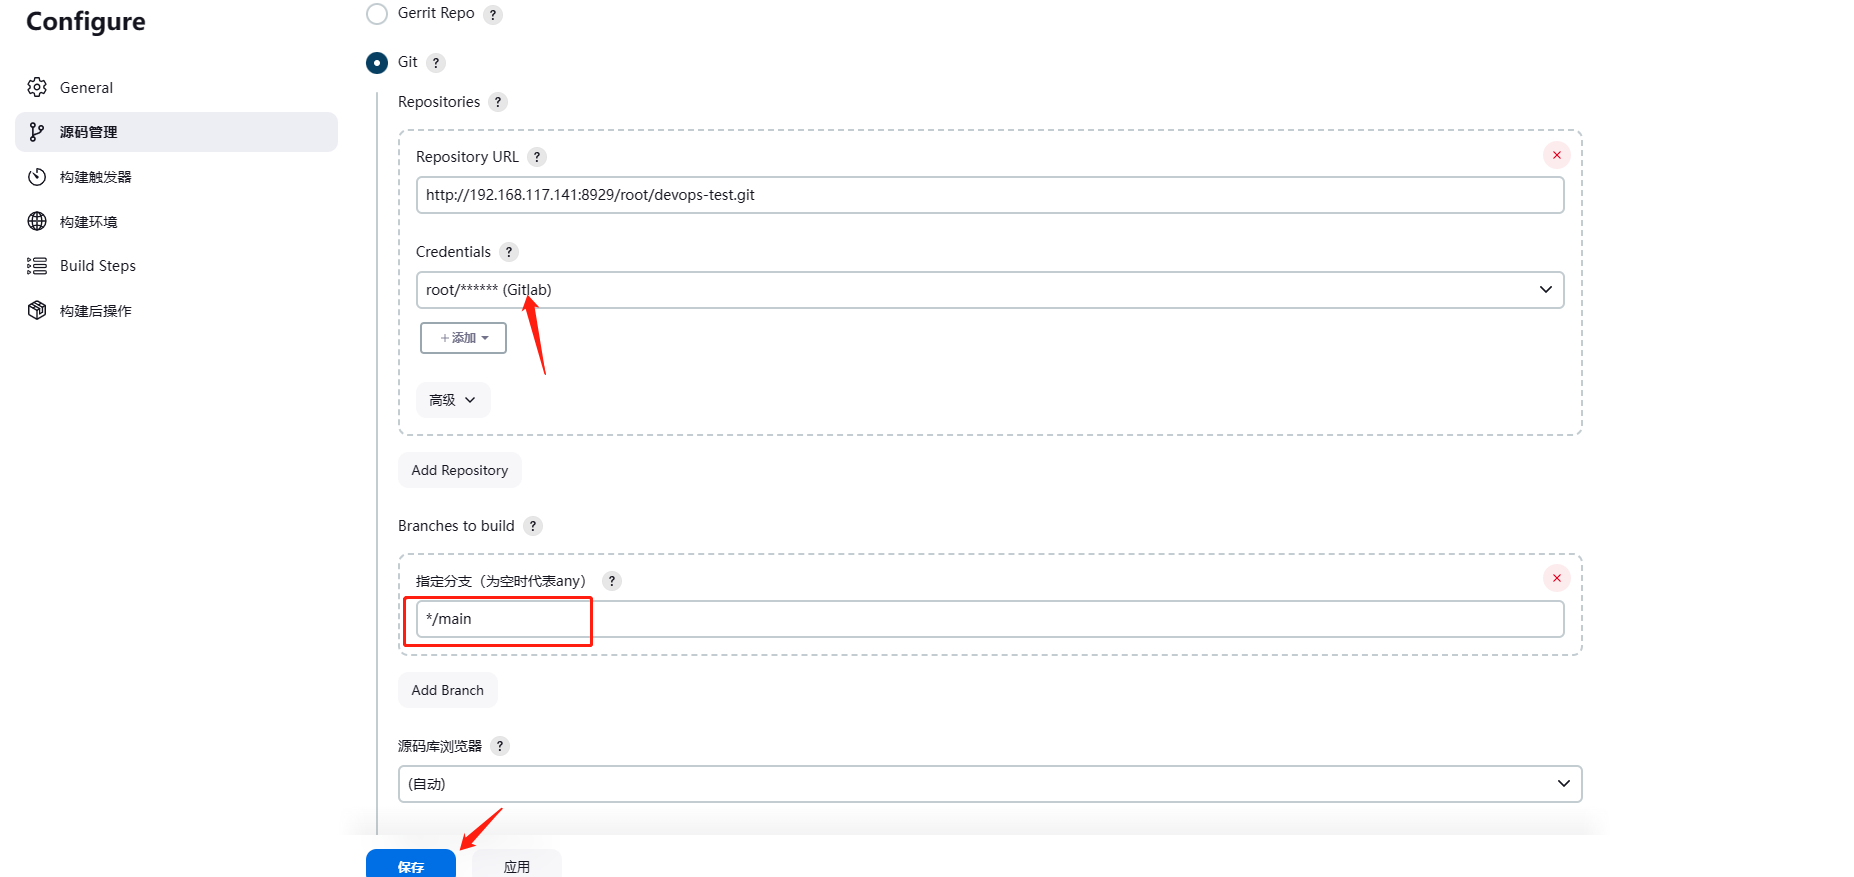 Configure
General
源码管理
构建触发器
构建环境
Build Steps
构建后操作
Gerrit Repo ?
Git ?
Repositories ?
Repository URL ?
http://192.168.117.141:8929/root/devops-test.git
Credentials ?
root/****** (Gitlab)
+添加
高级
Add Repository
Branches to build ?
指定分支（为空时代表any） ?
*/main
Add Branch
源码库浏览器 ?
(自动)
保存
应用